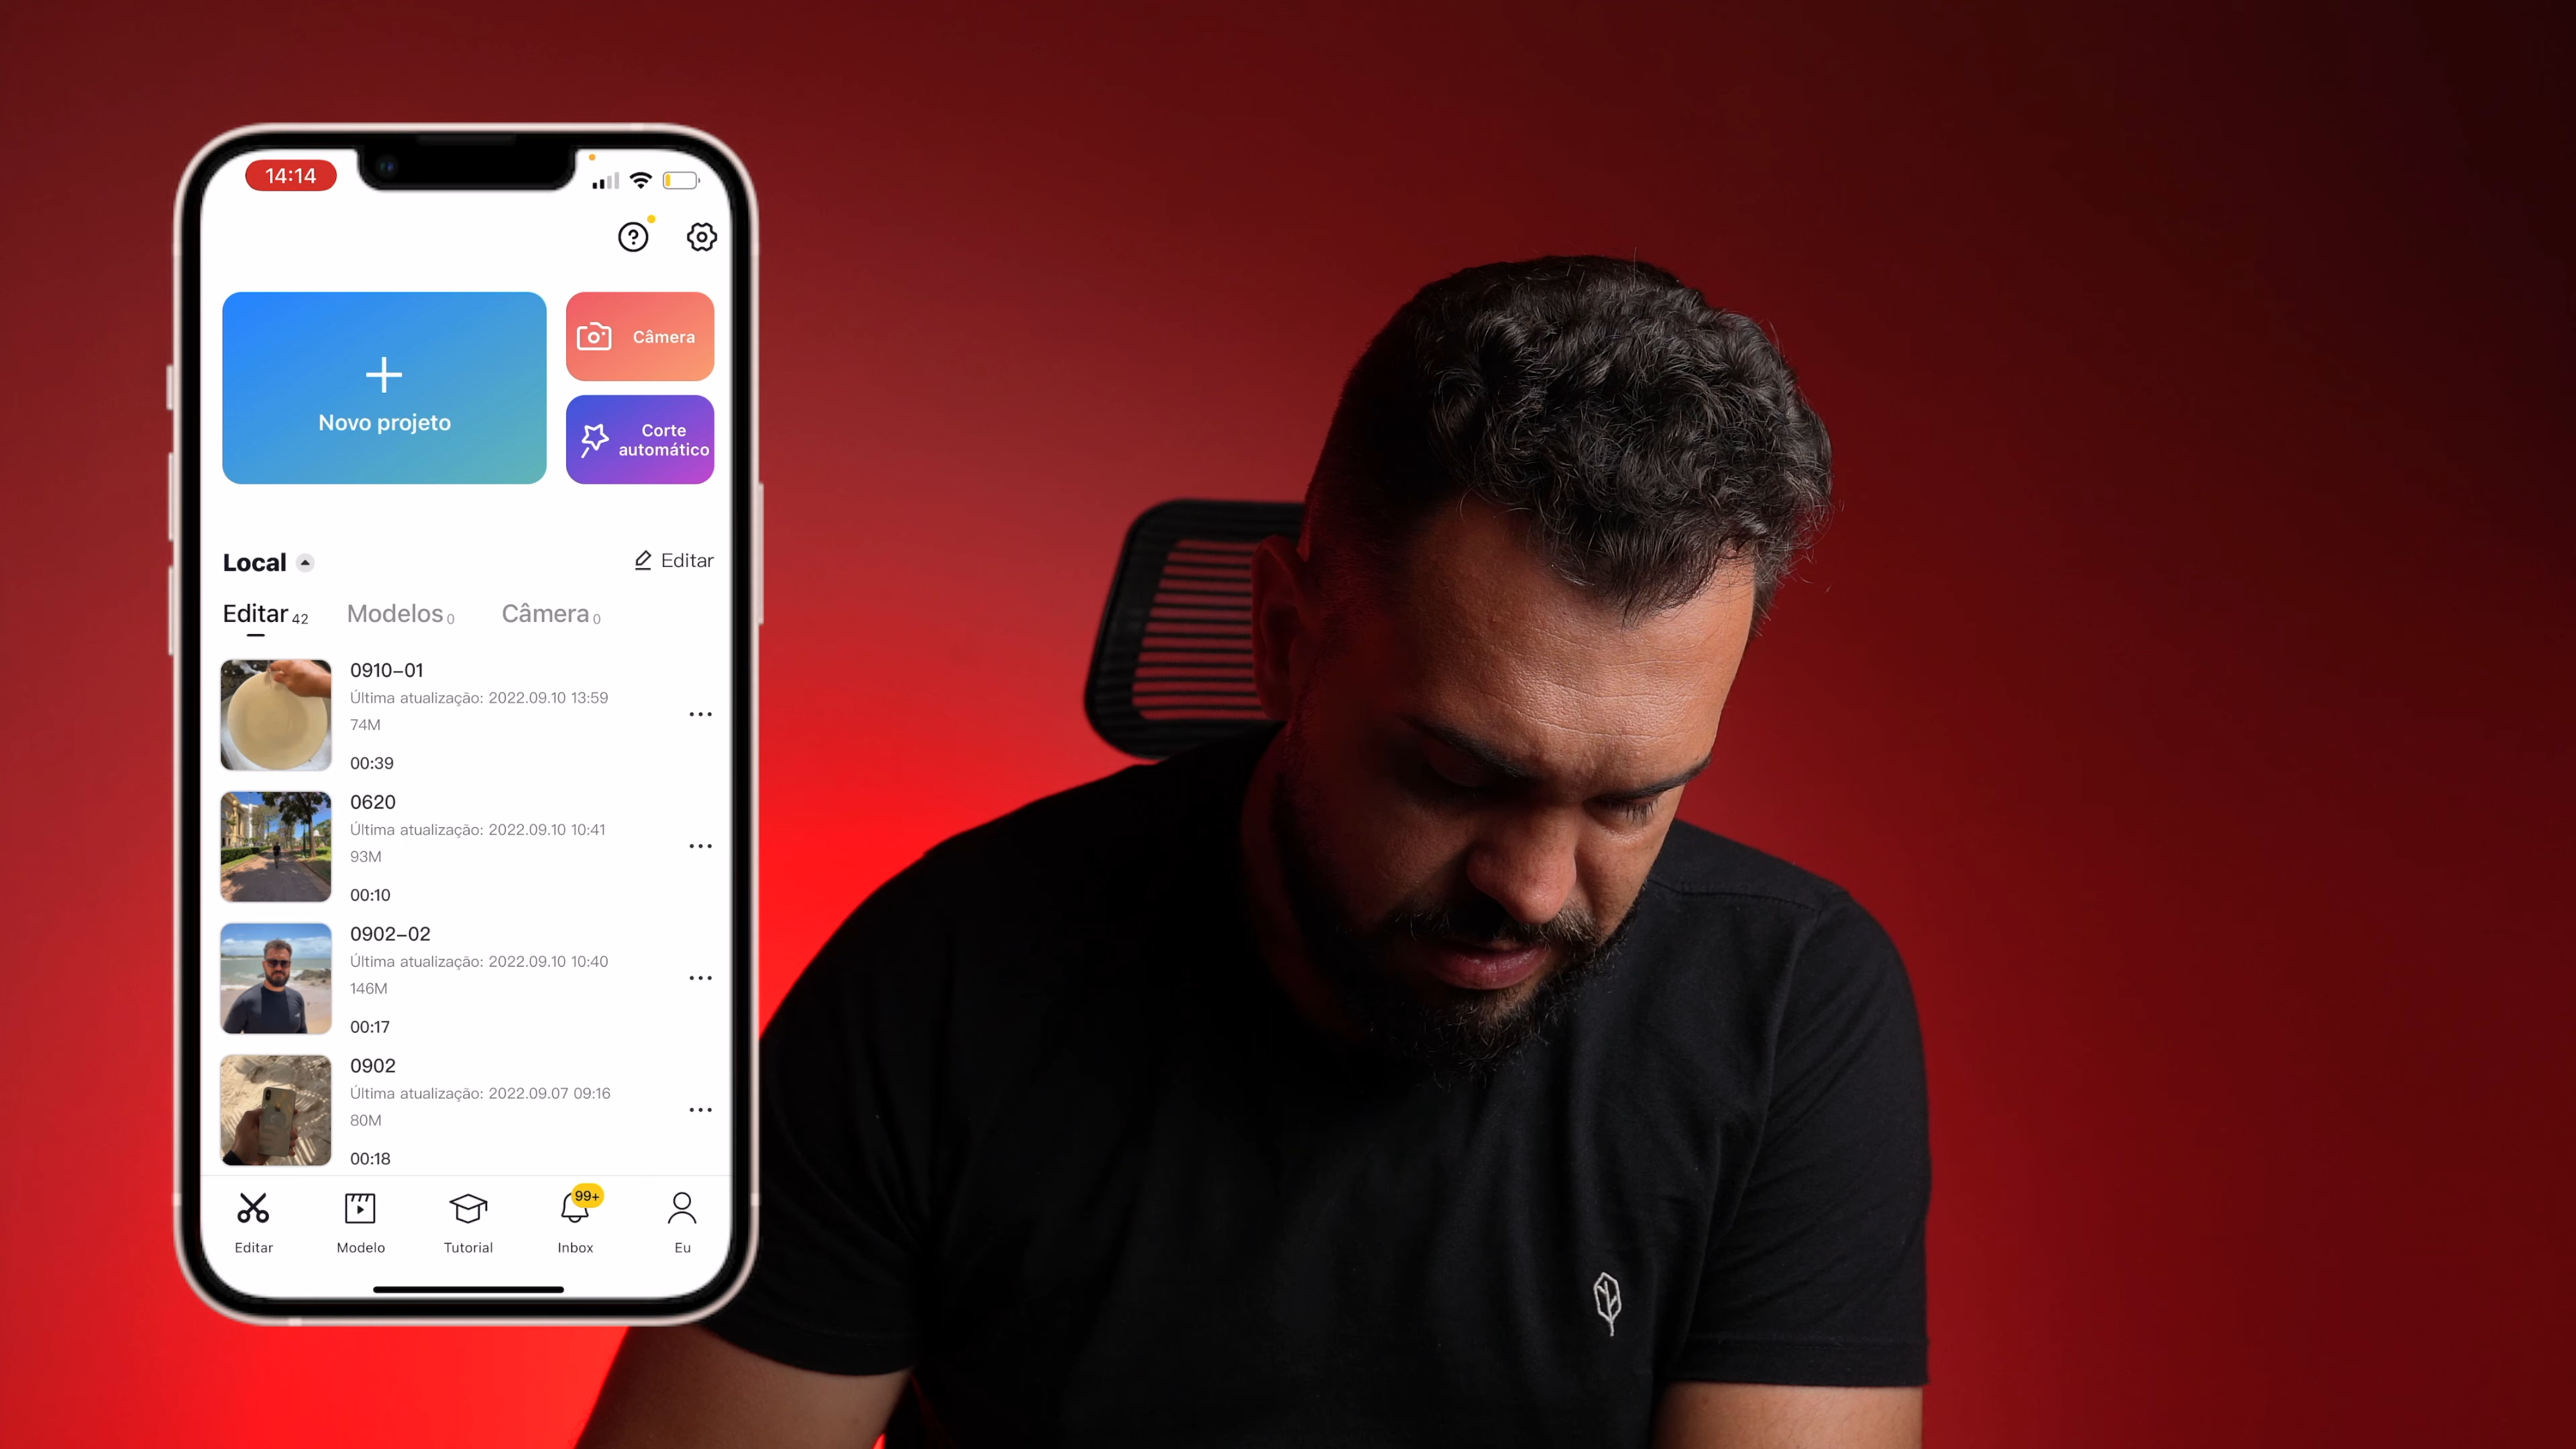 14:14
Novo projeto
Câmera
Corte
automático
Local
Editar
Editar 42
Modelos 0
Câmera 0
0910-01
Última atualização: 2022.09.10 13:59
74M
00:39
0620
Última atualização: 2022.09.10 10:41
93M
00:10
0902-02
Última atualização: 2022.09.10 10:40
146M
00:17
0902
Última atualização: 2022.09.07 09:16
80M
00:18
99+
Editar
Modelo
Tutorial
Inbox
Eu